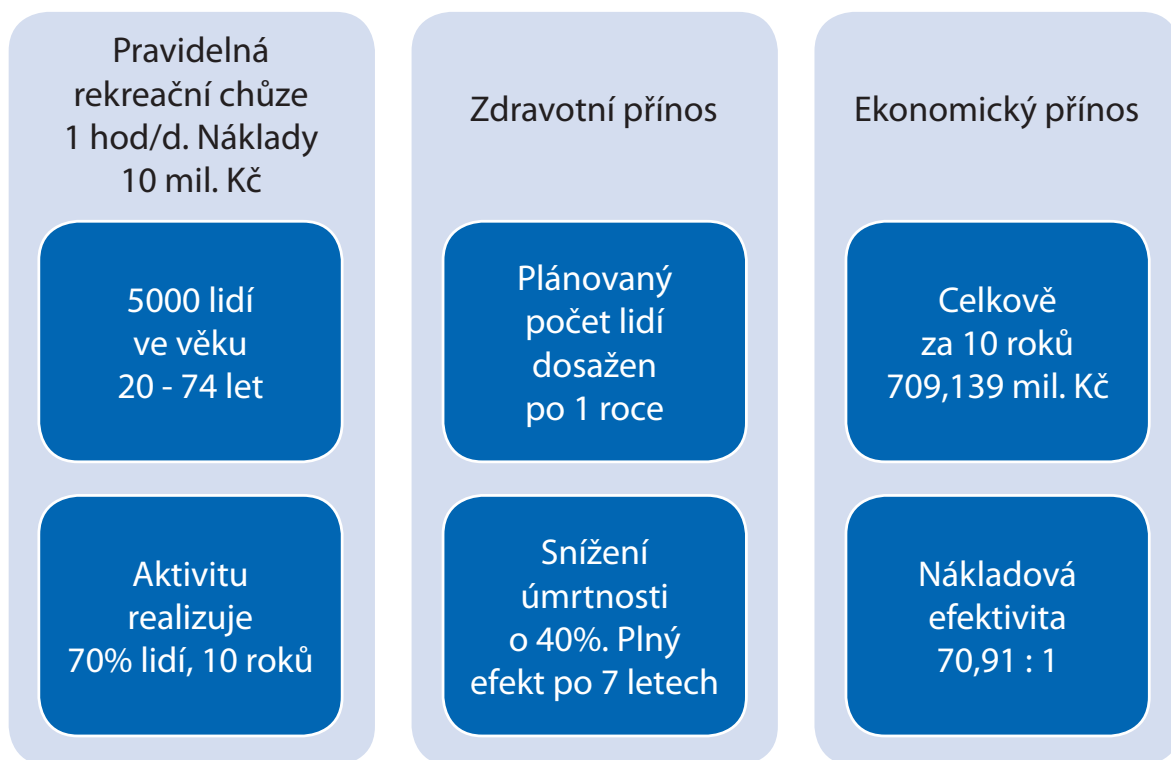 Pravidelná
rekreační chůze
1 hod/d. Náklady
10 mil. Kč
5000 lidí
ve věku
20 - 74 let
Aktivitu
realizuje
70% lidí, 10 roků
Zdravotní přínos
Plánovaný
počet lidí
dosažen
po 1 roce
Snížení
úmrtnosti
o 40%. Plný
efekt po 7 letech
Ekonomický přínos
Celkově
za 10 roků
709,139 mil. Kč
Nákladová
efektivita
70,91 : 1